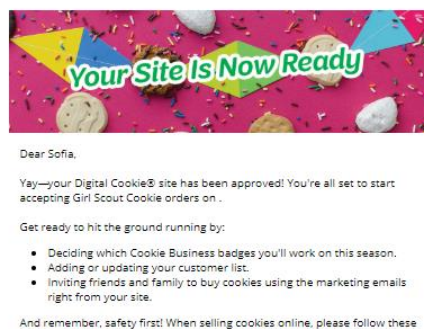 Your Site Is Now Ready
Dear Sofia,
Yay—your Digital Cookie® site has been approved! You're all set to start
accepting Girl Scout Cookie orders on .
Get ready to hit the ground running by:
• Deciding which Cookie Business badges you'll work on this season.
• Adding or updating your customer list.
• Inviting friends and family to buy cookies using the marketing emails
right from your site.
And remember, safety first! When selling cookies online, please follow these